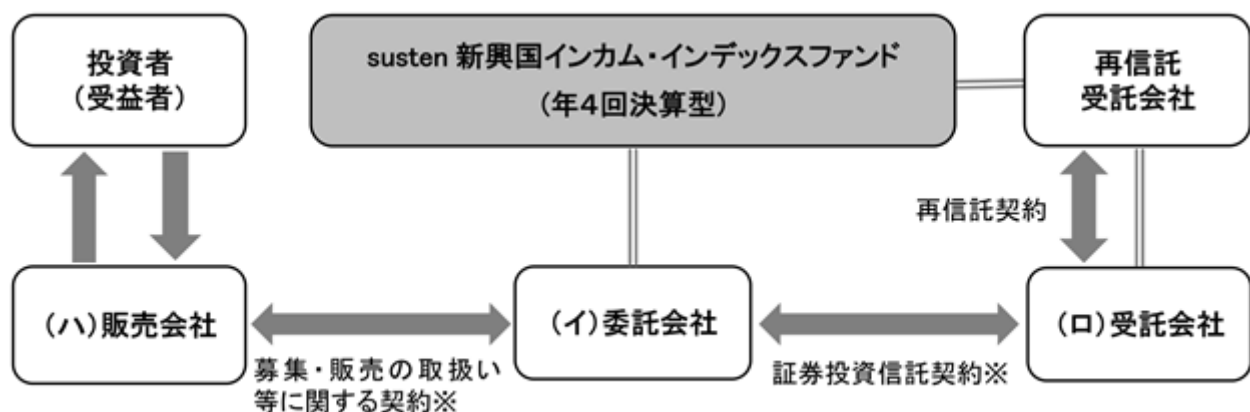 投資者
（受益者）
susten 新興国インカム・インデックスファンド
（年４回決算型）
再信託
受託会社
再信託契約
（ハ）販売会社
（イ）委託会社
（ロ）受託会社
募集・販売の取扱い
等に関する契約※
証券投資信託契約※